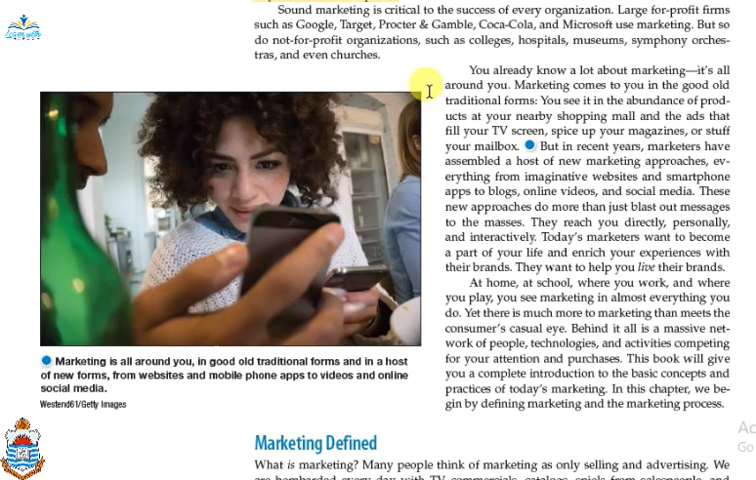 Sound marketing is critical to the success of every organization. Large for-profit firms
such as Google, Target, Procter & Gamble, Coca-Cola, and Microsoft use marketing. But so
do not-for-profit organizations, such as colleges, hospitals, museums, symphony orches-
tras, and even churches.
You already know a lot about marketing—it's all
around you. Marketing comes to you in the good old
traditional forms: You see it in the abundance of prod-
ucts at your nearby shopping mall and the ads that
fill your TV screen, spice up your magazines, or stuff
your mailbox. But in recent years, marketers have
assembled a host of new marketing approaches, ev-
erything from imaginative websites and smartphone
apps to blogs, online videos, and social media. These
new approaches do more than just blast out messages
to the masses. They reach you directly, personally,
and interactively. Today's marketers want to become
a part of your life and enrich your experiences with
their brands. They want to help you live their brands.
At home, at school, where you work, and where
you play, you see marketing in almost everything you
do. Yet there is much more to marketing than meets the
consumer's casual eye. Behind it all is a massive net-
work of people, technologies, and activities competing
for your attention and purchases. This book will give
you a complete introduction to the basic concepts and
practices of today's marketing. In this chapter, we be-
gin by defining marketing and the marketing process.
Marketing is all around you, in good old traditional forms and in a host
of new forms, from websites and mobile phone apps to videos and online
social media.
Westend61/Getty Images
Marketing Defined
What is marketing? Many people think of marketing as only selling and advertising. We
are bombarded every day with TV commercials, catalogs, spiels from salespeople, and
Ac
Go